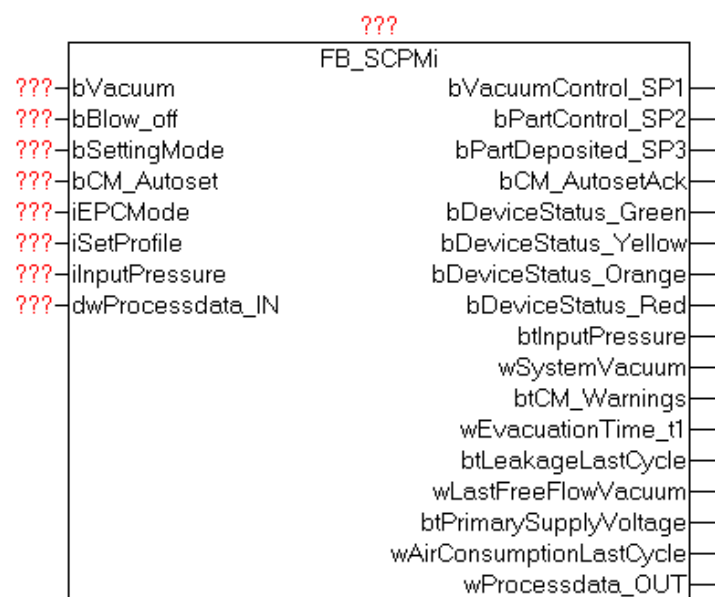 ???
FB_SCPMi
??? bVacuum bVacuumControl_SP1
??? bBlow_off bPartControl_SP2
??? bSettingMode bPartDeposited_SP3
??? bCM_Autoset bCM_AutosetAck
??? iEPCMode bDeviceStatus_Green
??? iSetProfile bDeviceStatus_Yellow
??? iInputPressure bDeviceStatus_Orange
??? dwProcessdata_IN bDeviceStatus_Red
btInputPressure
wSystemVacuum
btCM_Warnings
wEvacuationTime_t1
btLeakageLastCycle
wLastFreeFlowVacuum
btPrimarySupplyVoltage
wAirConsumptionLastCycle
wProcessdata_OUT